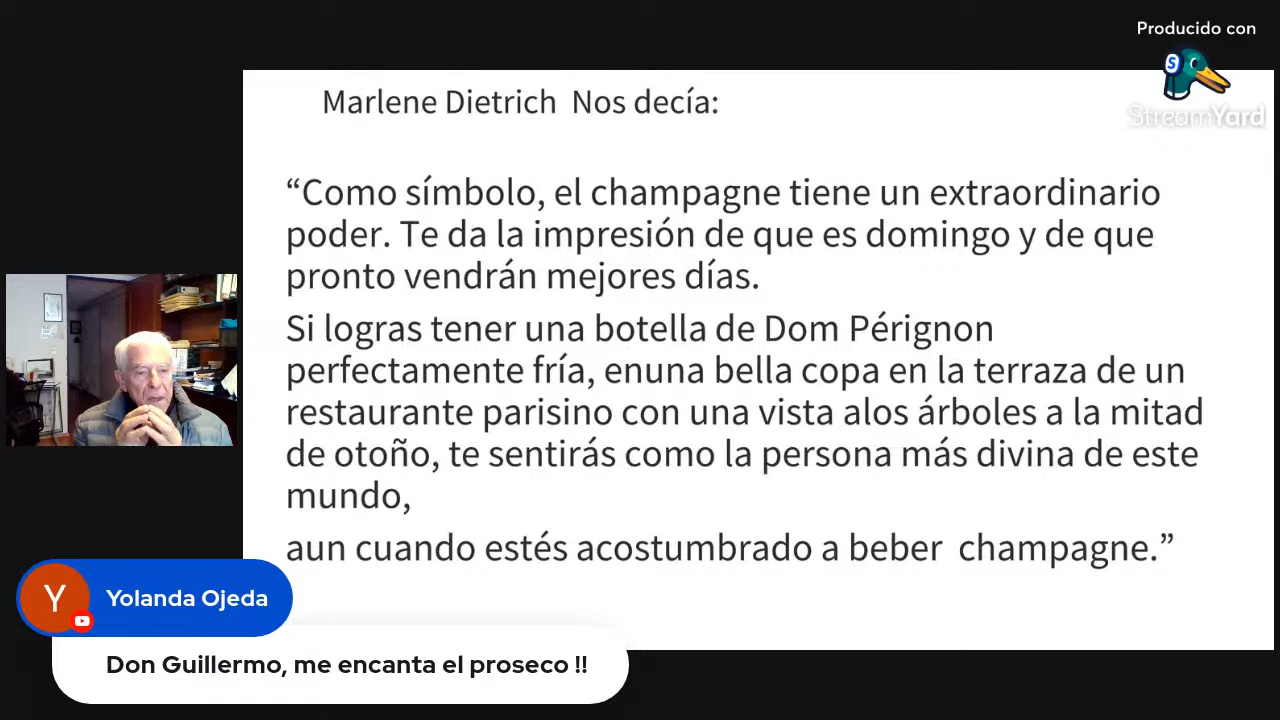 Producido con
StreamYard
Marlene Dietrich  Nos decía:
“Como símbolo, el champagne tiene un extraordinario
poder. Te da la impresión de que es domingo y de que
pronto vendrán mejores días.
Si logras tener una botella de Dom Pérignon
perfectamente fría, enuna bella copa en la terraza de un
restaurante parisino con una vista alos árboles a la mitad
de otoño, te sentirás como la persona más divina de este
mundo,
aun cuando estés acostumbrado a beber  champagne.”
Y
Yolanda Ojeda
Don Guillermo, me encanta el proseco !!